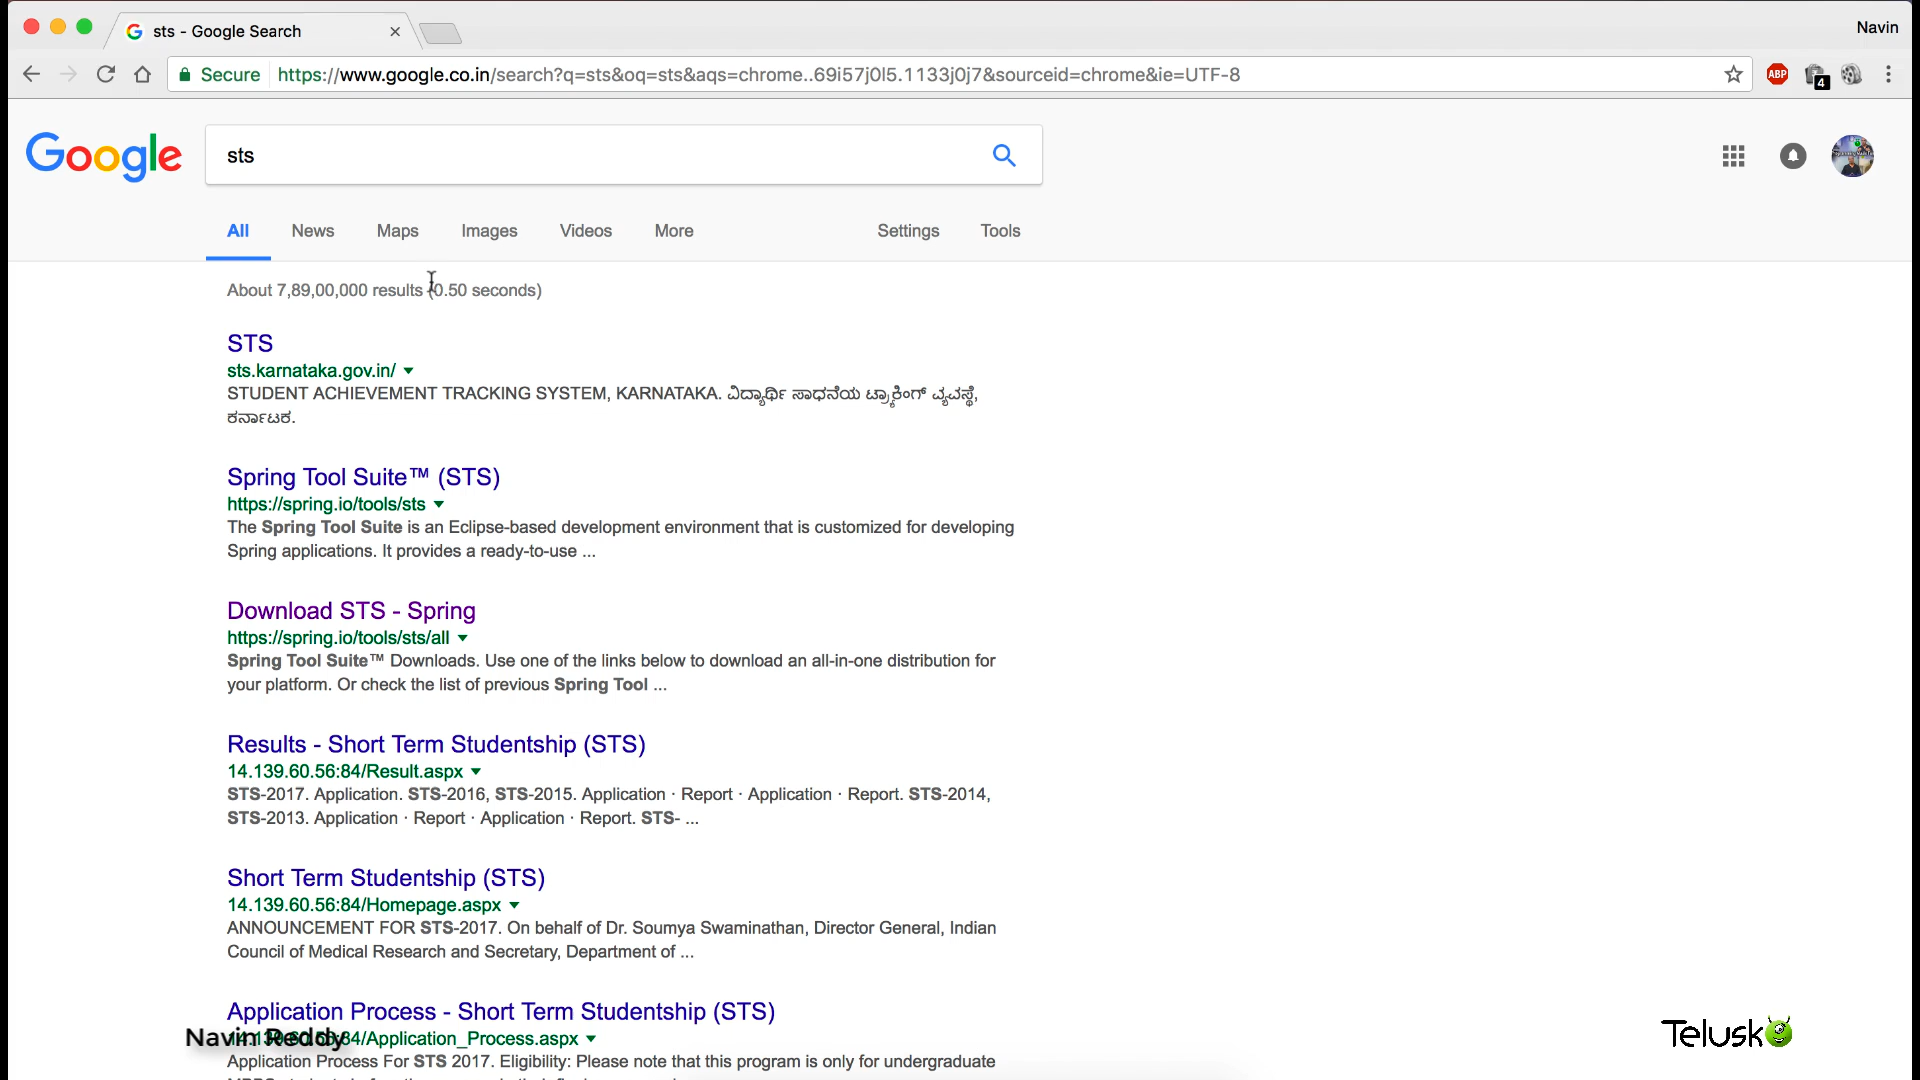 sts - Google Search
Navin
Secure https://www.google.co.in/search?q=sts&oq=sts&aqs=chrome..69i57j0l5.1133j0j7&sourceid=chrome&ie=UTF-8
ABP
4
Google
sts
All News Maps Images Videos More Settings Tools
About 7,89,00,000 results (0.50 seconds)
STS
sts.karnataka.gov.in/
STUDENT ACHIEVEMENT TRACKING SYSTEM, KARNATAKA. ವಿದ್ಯಾರ್ಥಿ ಸಾಧನೆಯ ಟ್ರ್ಯಾಕಿಂಗ್ ವ್ಯವಸ್ಥೆ,
ಕರ್ನಾಟಕ.
Spring Tool Suite™ (STS)
https://spring.io/tools/sts
The Spring Tool Suite is an Eclipse-based development environment that is customized for developing
Spring applications. It provides a ready-to-use ...
Download STS - Spring
https://spring.io/tools/sts/all
Spring Tool Suite™ Downloads. Use one of the links below to download an all-in-one distribution for
your platform. Or check the list of previous Spring Tool ...
Results - Short Term Studentship (STS)
14.139.60.56:84/Result.aspx
STS-2017. Application. STS-2016, STS-2015. Application · Report · Application · Report. STS-2014,
STS-2013. Application · Report · Application · Report. STS- ...
Short Term Studentship (STS)
14.139.60.56:84/Homepage.aspx
ANNOUNCEMENT FOR STS-2017. On behalf of Dr. Soumya Swaminathan, Director General, Indian
Council of Medical Research and Secretary, Department of ...
Application Process - Short Term Studentship (STS)
14.139.60.56:84/Application_Process.aspx
Navin Reddy
Telusko
Application Process For STS 2017. Eligibility: Please note that this program is only for undergraduate